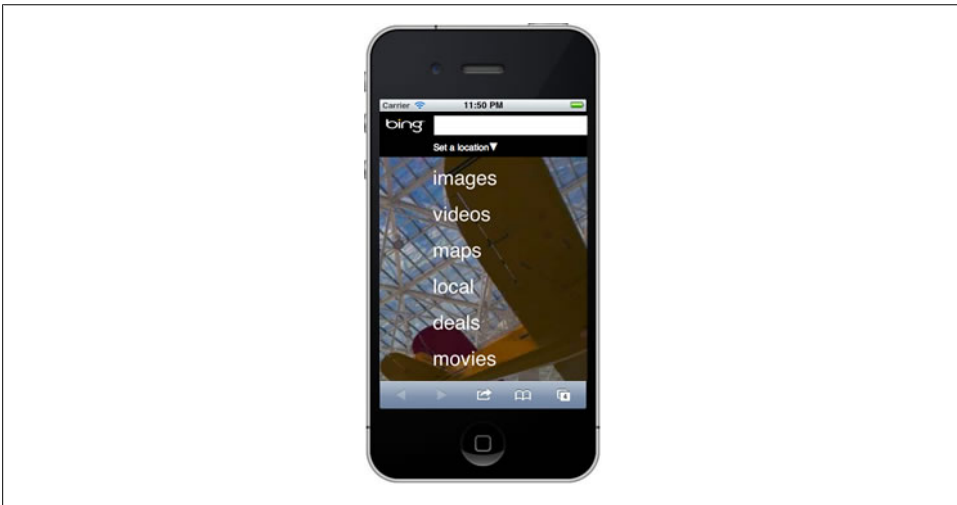 Carrier 11:50 PM
bing
Set a location▼
images
videos
maps
local
deals
movies